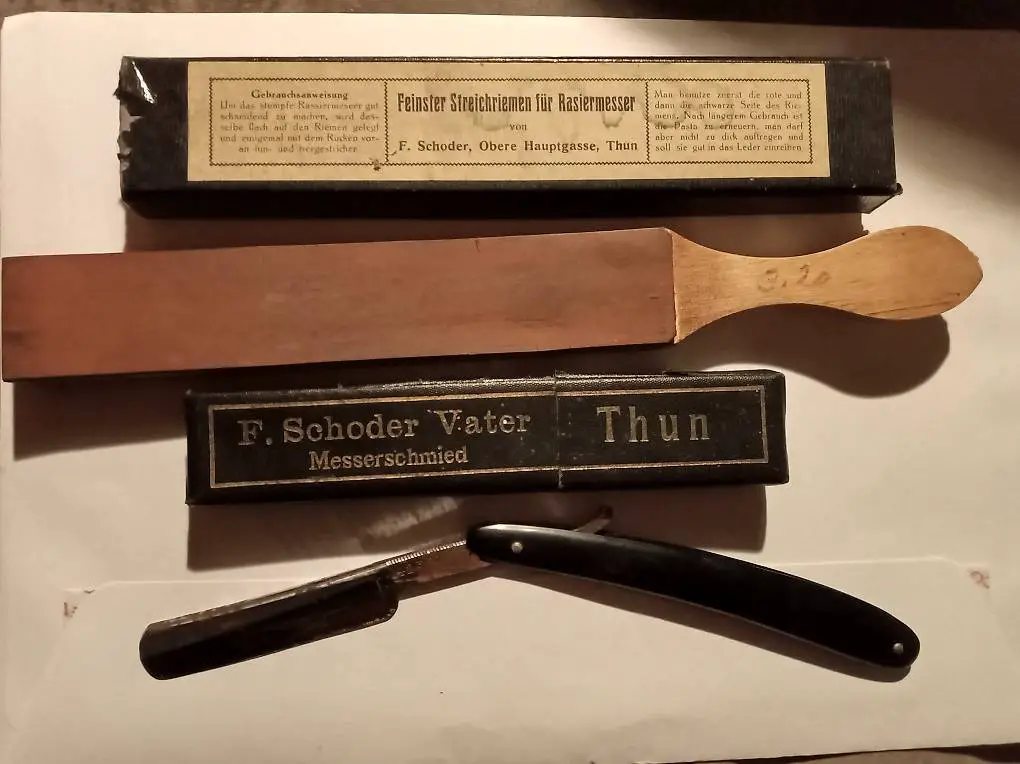 Gebrauchsanweisung
Um das stumpfe Rasiermesser gut
schneidend zu machen, wird das-
selbe flach auf den Riemen gelegt
und einigemal mit dem Rücken vor-
an hin- und hergestrichen
Feinster Streichriemen für Rasiermesser
von
F. Schoder, Obere Hauptgasse, Thun
Man benütze zuerst die rote und
dann die schwarze Seite des Rie-
mens. Nach längerem Gebrauch ist
die Pasta zu erneuern, man darf
aber nicht zu dick auftragen und
soll sie gut in das Leder einreiben
3.20
F. Schoder Vater
Messerschmied
Thun